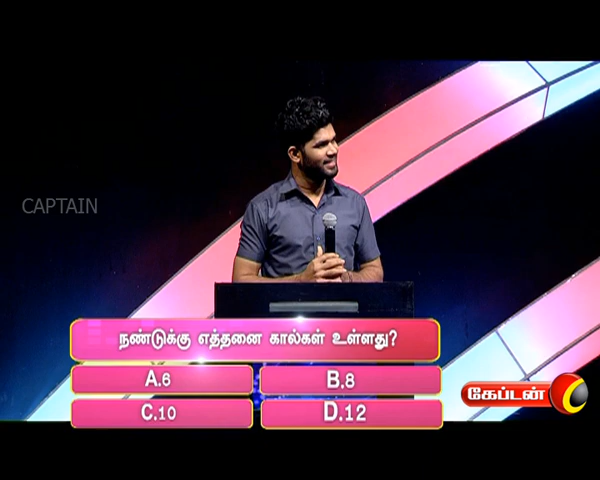 CAPTAIN
நண்டுக்கு எத்தனை கால்கள் உள்ளது?
A.6
B.8
C.10
D.12
கேப்டன்